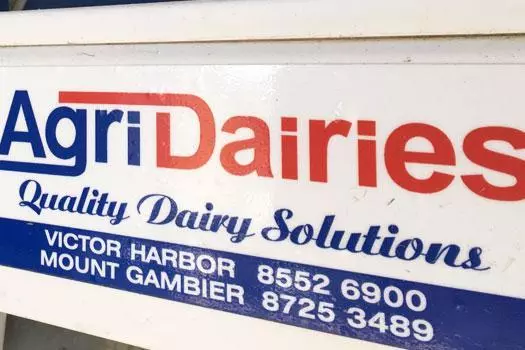 AgriDairies
Quality Dairy Solutions
VICTOR HARBOR 8552 6900
MOUNT GAMBIER 8725 3489